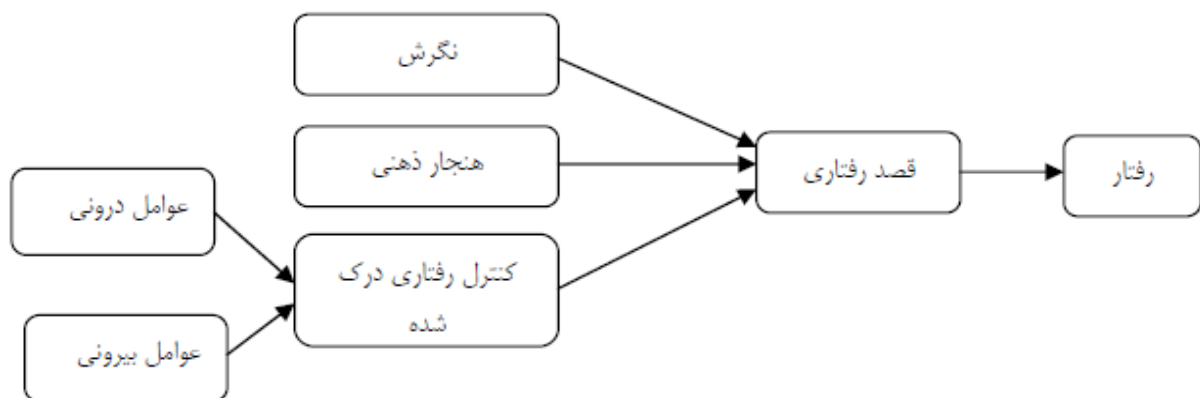 نگرش
هنجار ذهنی
قصد رفتاری
رفتار
عوامل درونی
کنترل رفتاری درک
شده
عوامل بیرونی